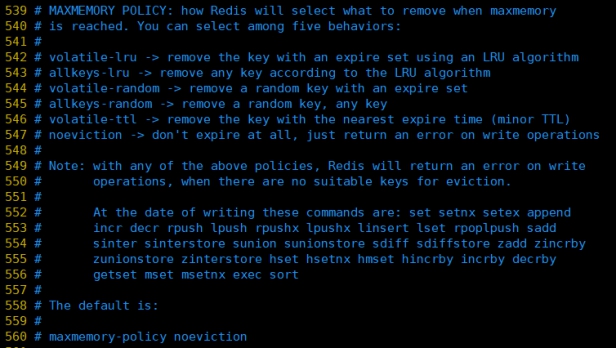 539 # MAXMEMORY POLICY: how Redis will select what to remove when maxmemory
540 # is reached. You can select among five behaviors:
541 #
542 # volatile-lru -> remove the key with an expire set using an LRU algorithm
543 # allkeys-lru -> remove any key according to the LRU algorithm
544 # volatile-random -> remove a random key with an expire set
545 # allkeys-random -> remove a random key, any key
546 # volatile-ttl -> remove the key with the nearest expire time (minor TTL)
547 # noeviction -> don't expire at all, just return an error on write operations
548 #
549 # Note: with any of the above policies, Redis will return an error on write
550 #       operations, when there are no suitable keys for eviction.
551 #
552 #       At the date of writing these commands are: set setnx setex append
553 #       incr decr rpush lpush rpushx lpushx linsert lset rpoplpush sadd
554 #       sinter sinterstore sunion sunionstore sdiff sdiffstore zadd zincrby
555 #       zunionstore zinterstore hset hsetnx hmset hincrby incrby decrby
556 #       getset mset msetnx exec sort
557 #
558 # The default is:
559 #
560 # maxmemory-policy noeviction